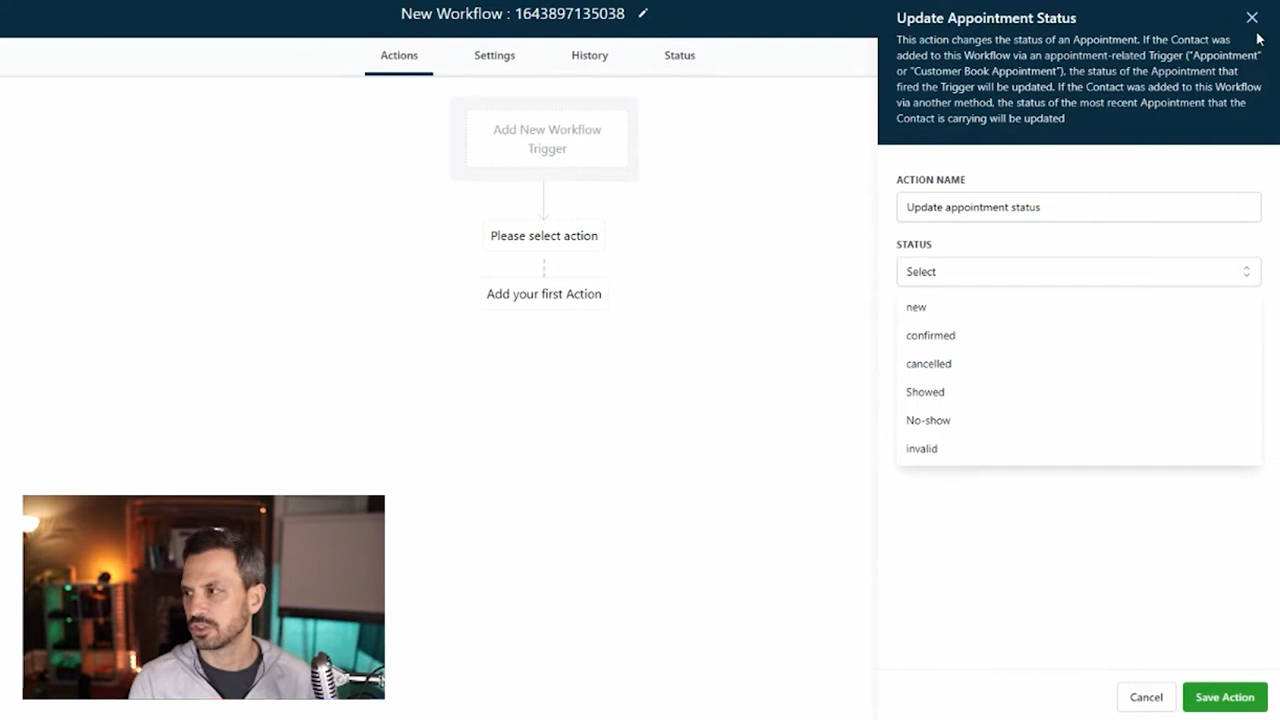 New Workflow : 1643897135038
Actions
Settings
History
Status
Add New Workflow
Trigger
Please select action
Add your first Action
Update Appointment Status
This action changes the status of an Appointment. If the Contact was
added to this Workflow via an appointment-related Trigger ("Appointment"
or "Customer Book Appointment"), the status of the Appointment that
fired the Trigger will be updated. If the Contact was added to this Workflow
via another method, the status of the most recent Appointment that the
Contact is carrying will be updated
ACTION NAME
Update appointment status
STATUS
Select
new
confirmed
cancelled
Showed
No-show
invalid
Cancel
Save Action